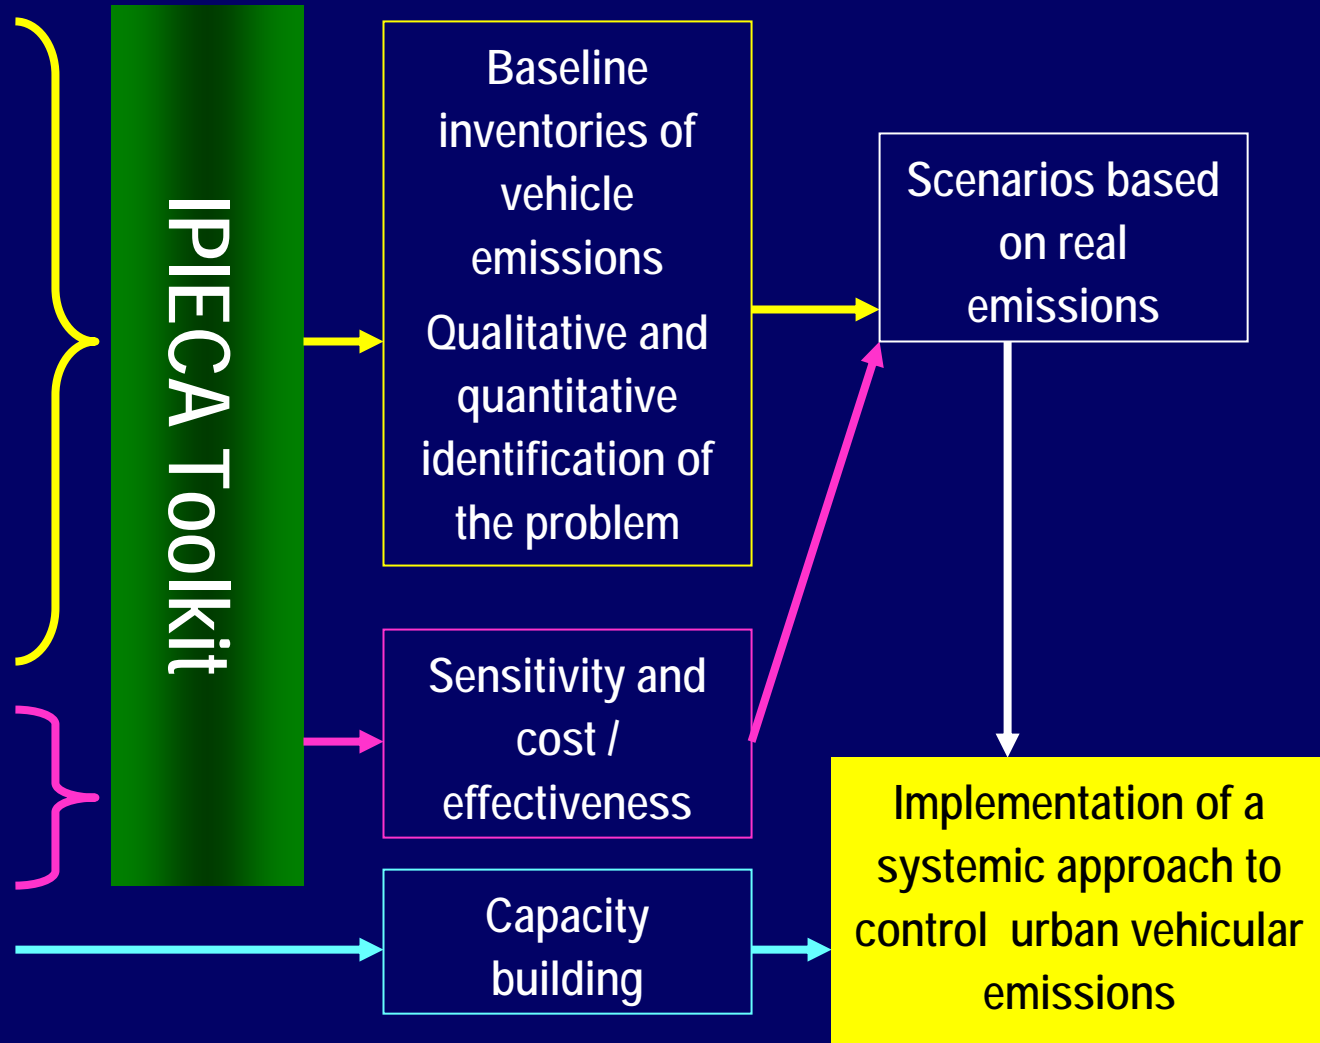 IPIECA Toolkit
Baseline
inventories of
vehicle
emissions
Qualitative and
quantitative
identification of
the problem
Scenarios based
on real
emissions
Sensitivity and
cost /
effectiveness
Capacity
building
Implementation of a
systemic approach to
control  urban vehicular
emissions